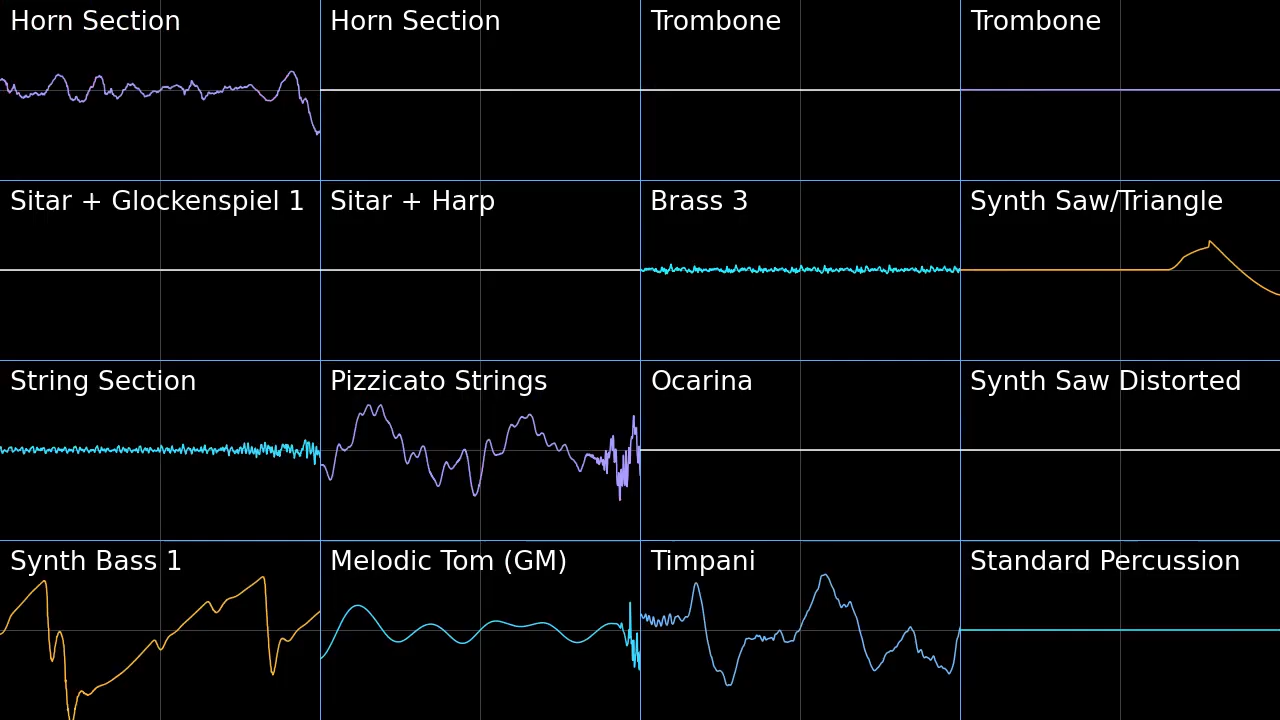 Horn Section
Horn Section
Trombone
Trombone
Sitar + Glockenspiel 1
Sitar + Harp
Brass 3
Synth Saw/Triangle
String Section
Pizzicato Strings
Ocarina
Synth Saw Distorted
Synth Bass 1
Melodic Tom (GM)
Timpani
Standard Percussion